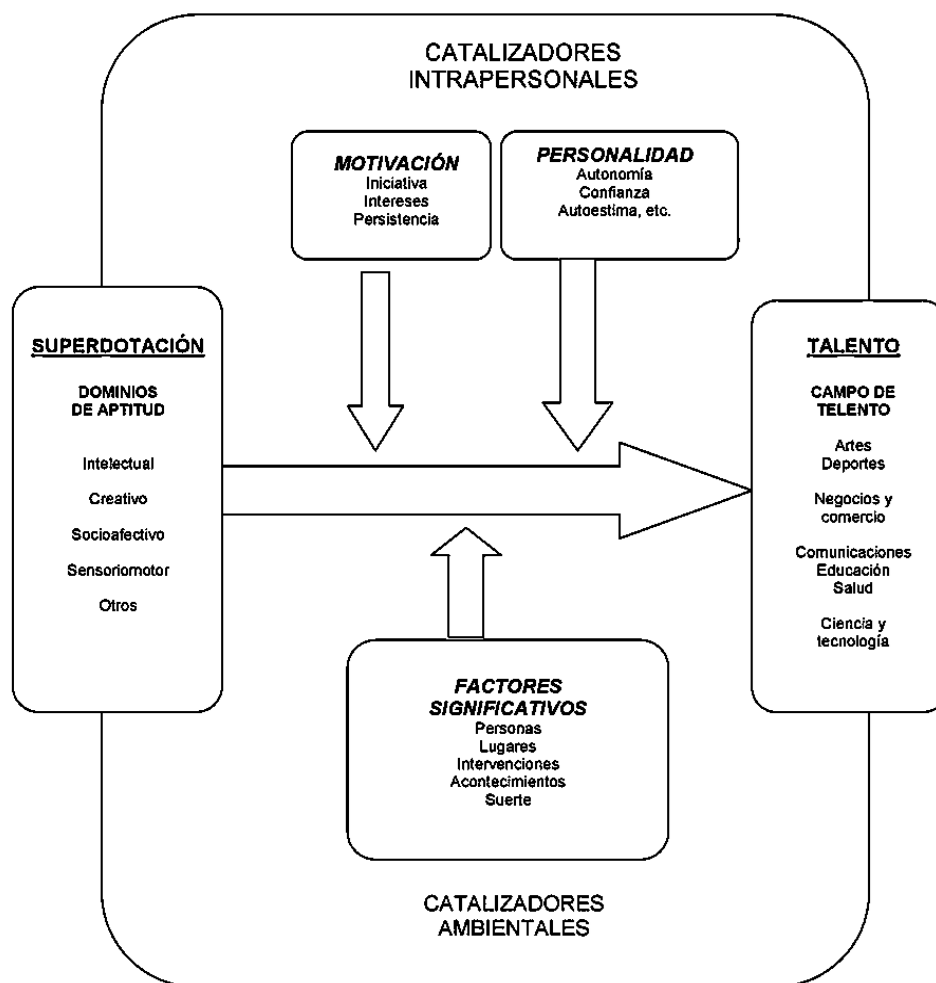 CATALIZADORES
INTRAPERSONALES
MOTIVACIÓN
Iniciativa
Intereses
Persistencia
PERSONALIDAD
Autonomía
Confianza
Autoestima, etc.
SUPERDOTACIÓN
DOMINIOS
DE APTITUD
Intelectual
Creativo
Socioafectivo
Sensoriomotor
Otros
TALENTO
CAMPO DE
TELENTO
Artes
Deportes
Negocios y
comercio
Comunicaciones
Educación
Salud
Ciencia y
tecnología
FACTORES
SIGNIFICATIVOS
Personas
Lugares
Intervenciones
Acontecimientos
Suerte
CATALIZADORES
AMBIENTALES